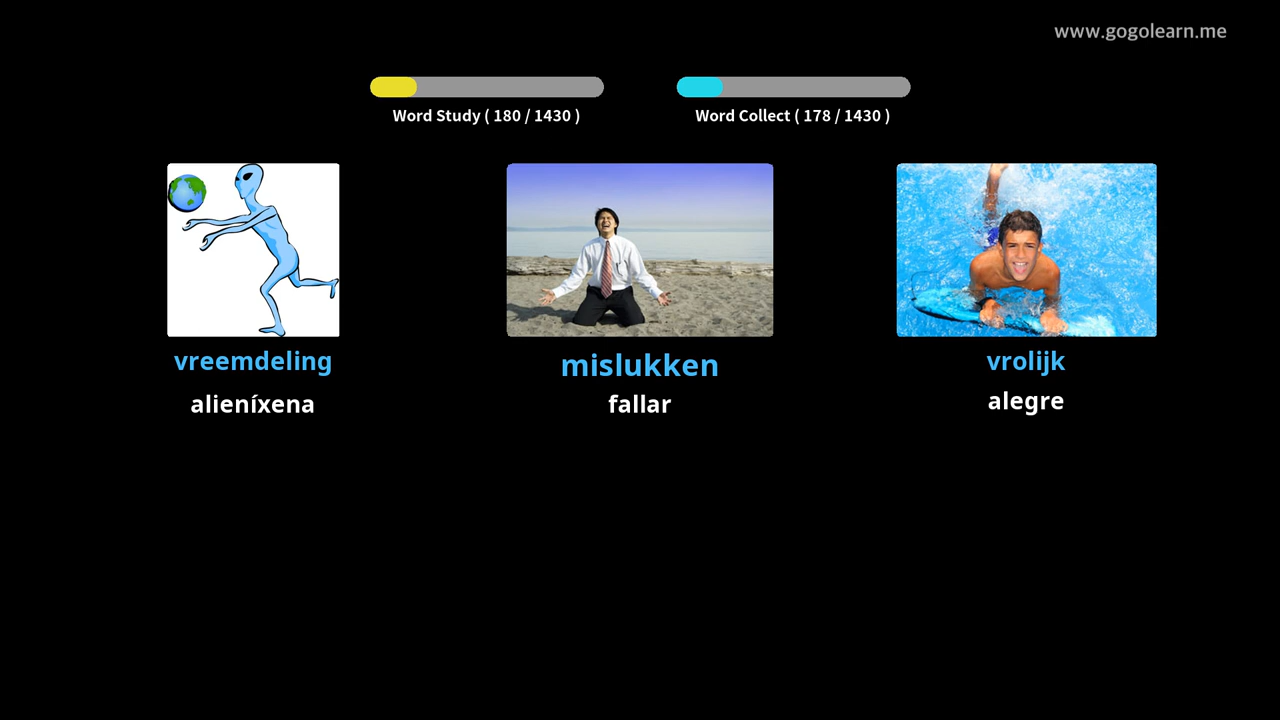 www.gogolearn.me
Word Study ( 180 / 1430 )
Word Collect ( 178 / 1430 )
vreemdeling
mislukken
vrolijk
alieníxena
fallar
alegre